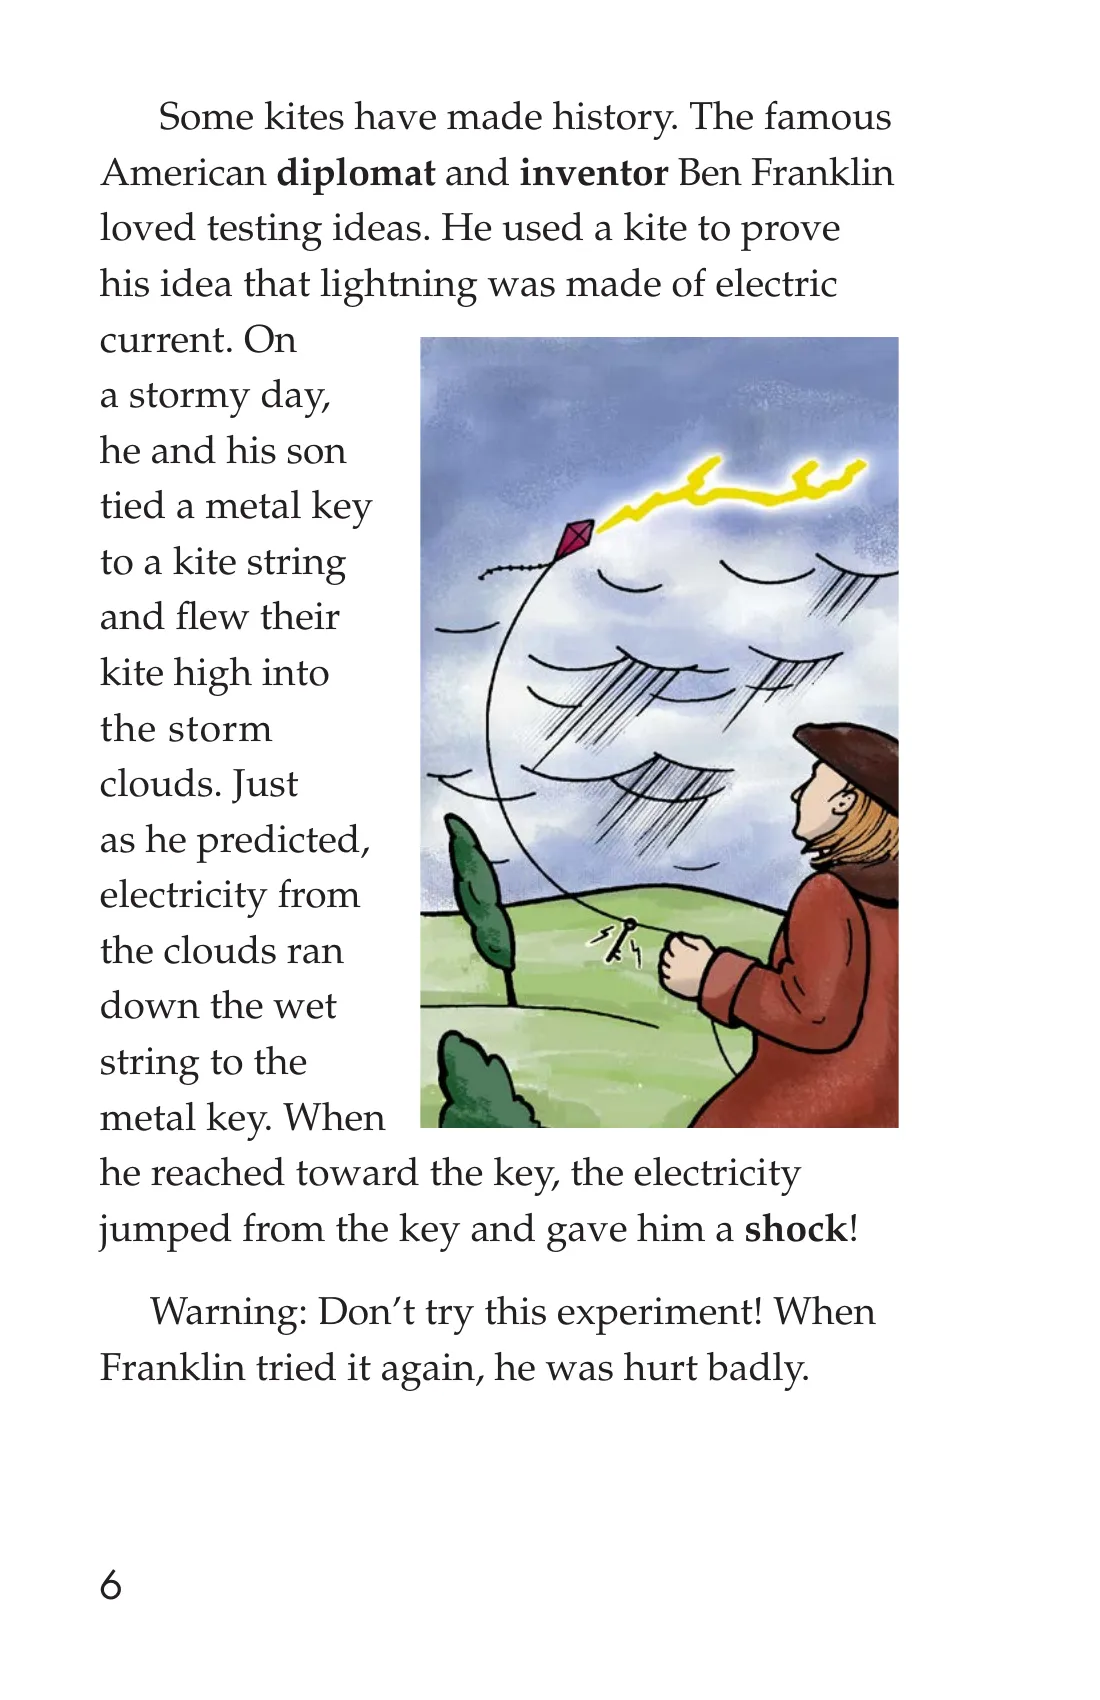 Some kites have made history. The famous
American diplomat and inventor Ben Franklin
loved testing ideas. He used a kite to prove
his idea that lightning was made of electric
current. On
a stormy day,
he and his son
tied a metal key
to a kite string
and flew their
kite high into
the storm
clouds. Just
as he predicted,
electricity from
the clouds ran
down the wet
string to the
metal key. When
he reached toward the key, the electricity
jumped from the key and gave him a shock!
Warning: Don’t try this experiment! When
Franklin tried it again, he was hurt badly.
6